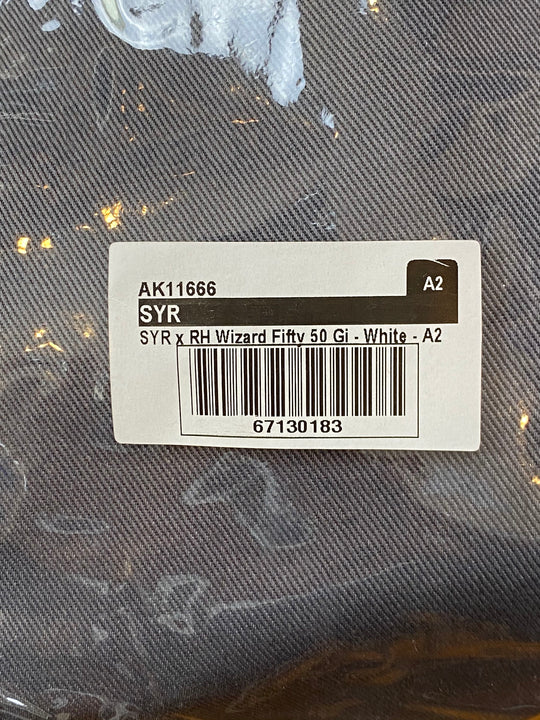 AK11666
A2
SYR
SYR x RH Wizard Fifty 50 Gi - White - A2
67130183